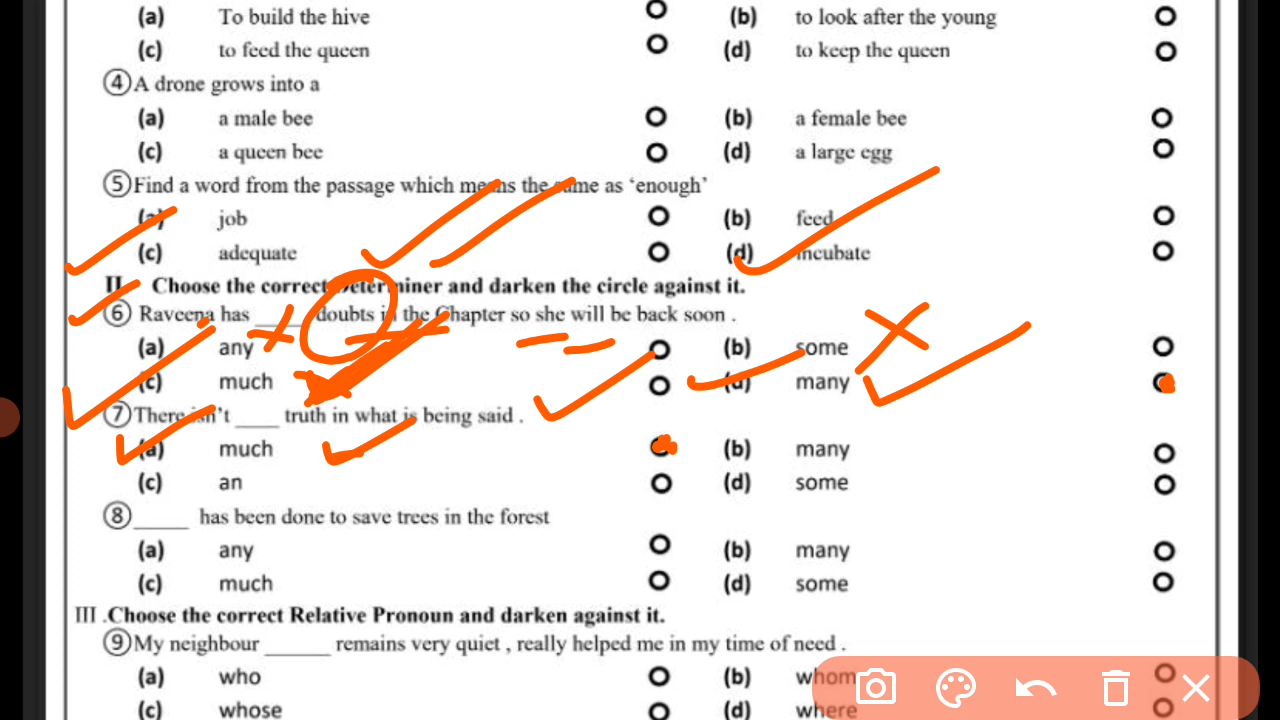 (a) To build the hive (b) to look after the young
(c) to feed the queen (d) to keep the queen
④A drone grows into a
(a) a male bee (b) a female bee
(c) a queen bee (d) a large egg
⑤Find a word from the passage which means the same as ‘enough’
(a) job (b) feed
(c) adequate (d) incubate
II. Choose the correct Determiner and darken the circle against it.
⑥ Raveena has ____ doubts in the Chapter so she will be back soon .
(a) any (b) some
(c) much (d) many
⑦There isn’t ____ truth in what is being said .
(a) much (b) many
(c) an (d) some
⑧_____ has been done to save trees in the forest
(a) any (b) many
(c) much (d) some
III .Choose the correct Relative Pronoun and darken against it.
⑨My neighbour ______ remains very quiet , really helped me in my time of need .
(a) who (b) whom
(c) whose (d) where